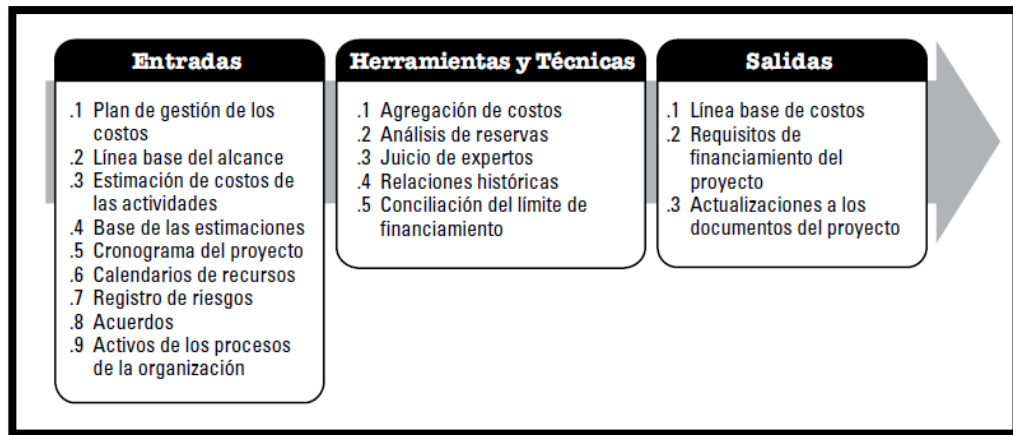 Entradas
.1 Plan de gestión de los
costos
.2 Línea base del alcance
.3 Estimación de costos de
las actividades
.4 Base de las estimaciones
.5 Cronograma del proyecto
.6 Calendarios de recursos
.7 Registro de riesgos
.8 Acuerdos
.9 Activos de los procesos
de la organización
Herramientas y Técnicas
.1 Agregación de costos
.2 Análisis de reservas
.3 Juicio de expertos
.4 Relaciones históricas
.5 Conciliación del límite de
financiamiento
Salidas
.1 Línea base de costos
.2 Requisitos de
financiamiento del
proyecto
.3 Actualizaciones a los
documentos del proyecto